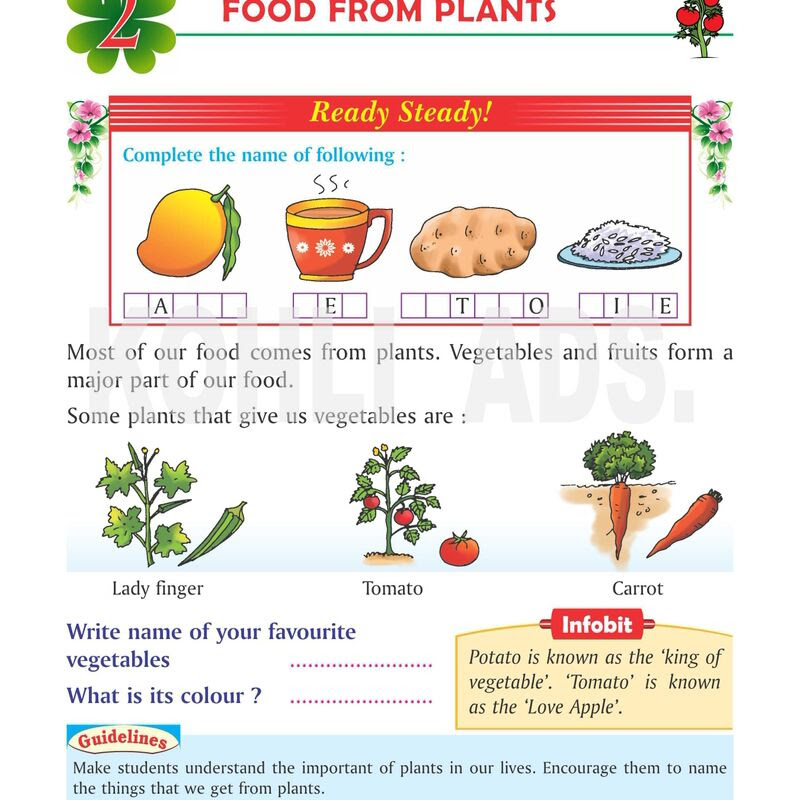 2
FOOD FROM PLANTS
Ready Steady!
Complete the name of following :
A E T O I E
Most of our food comes from plants. Vegetables and fruits form a
major part of our food.
Some plants that give us vegetables are :
KOHLI ADS.
Lady finger Tomato Carrot
Write name of your favourite
vegetables ........................
What is its colour ? ........................
Infobit
Potato is known as the ‘king of
vegetable’. ‘Tomato’ is known
as the ‘Love Apple’.
Guidelines
Make students understand the important of plants in our lives. Encourage them to name
the things that we get from plants.